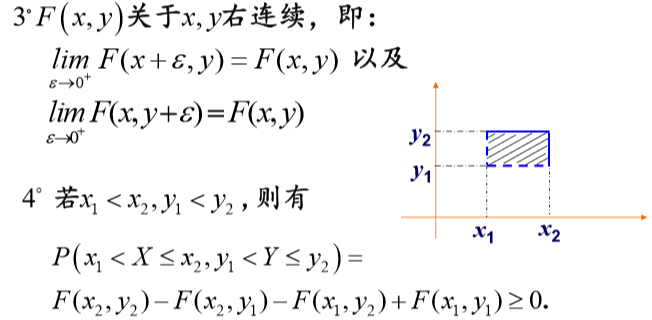 3° F(x,y)关于x,y右连续，即：
lim F(x+ε,y)=F(x,y) 以及
ε→0⁺
lim F(x,y+ε)=F(x,y)
ε→0⁺
y₂
y₁
x₁ x₂
4° 若x₁<x₂,y₁<y₂,则有
P(x₁<X≤x₂,y₁<Y≤y₂)=
F(x₂,y₂)−F(x₂,y₁)−F(x₁,y₂)+F(x₁,y₁)≥0.